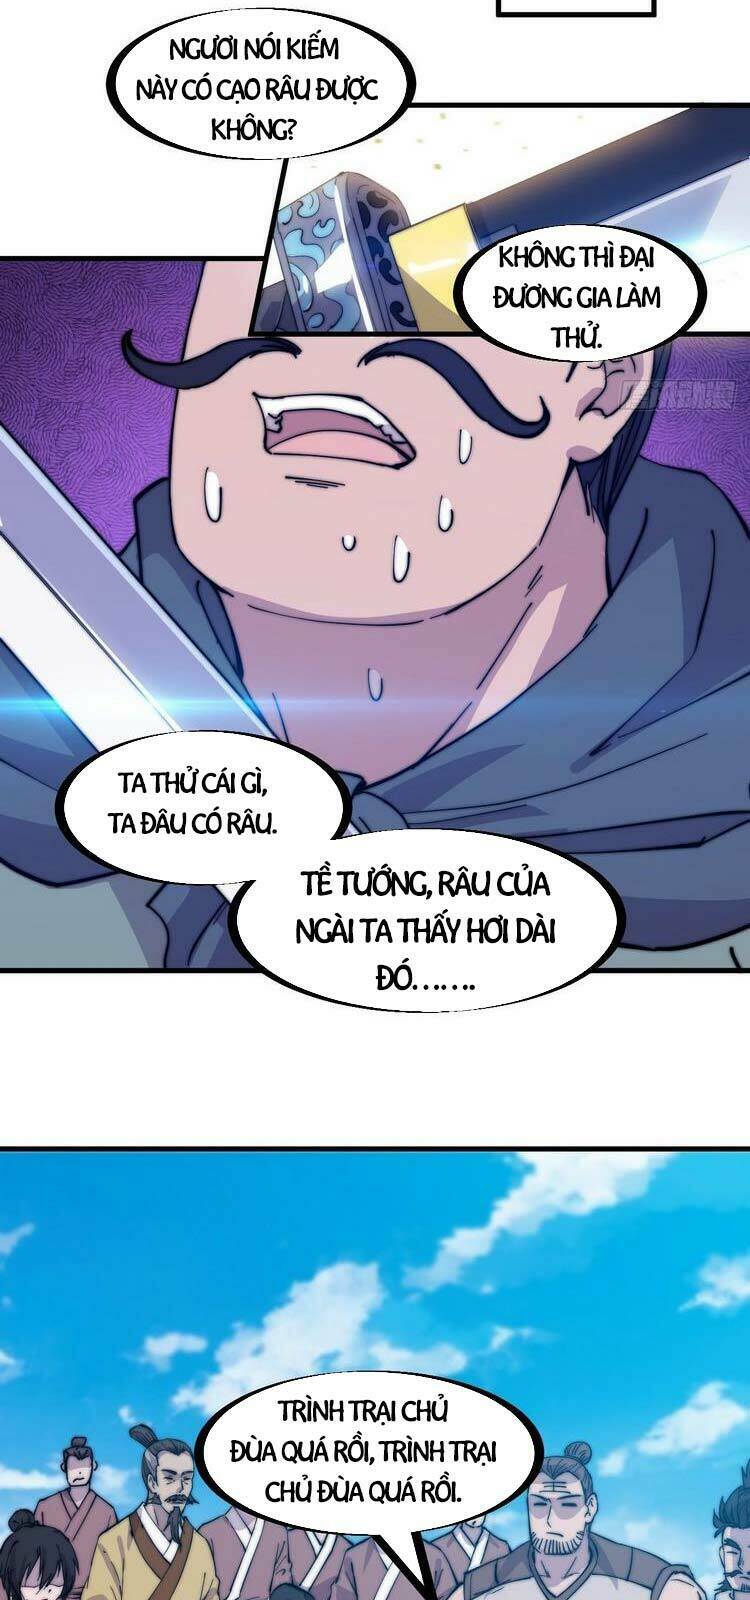 NGƯƠI NÓI KIẾM
NÀY CÓ CẠO RÂU ĐƯỢC
KHÔNG?
KHÔNG THÌ ĐẠI
ĐƯƠNG GIA LÀM
THỬ.
TA THỬ CÁI GÌ,
TA ĐÂU CÓ RÂU.
TỀ TƯỚNG, RÂU CỦA
NGÀI TA THẤY HƠI DÀI
ĐÓ.......
TRÌNH TRẠI CHỦ
ĐÙA QUÁ RỒI, TRÌNH TRẠI
CHỦ ĐÙA QUÁ RỒI.